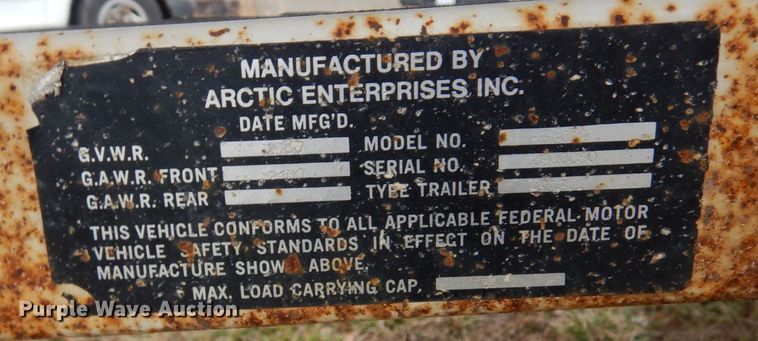 MANUFACTURED BY
ARCTIC ENTERPRISES INC.
DATE MFG'D.
G.V.W.R. MODEL NO.
G.A.W.R. FRONT SERIAL NO.
G.A.W.R. REAR TYPE TRAILER
THIS VEHICLE CONFORMS TO ALL APPLICABLE FEDERAL MOTOR
VEHICLE SAFETY STANDARDS IN EFFECT ON THE DATE OF
MANUFACTURE SHOW ABOVE.
MAX. LOAD CARRYING CAP.
Purple Wave Auction